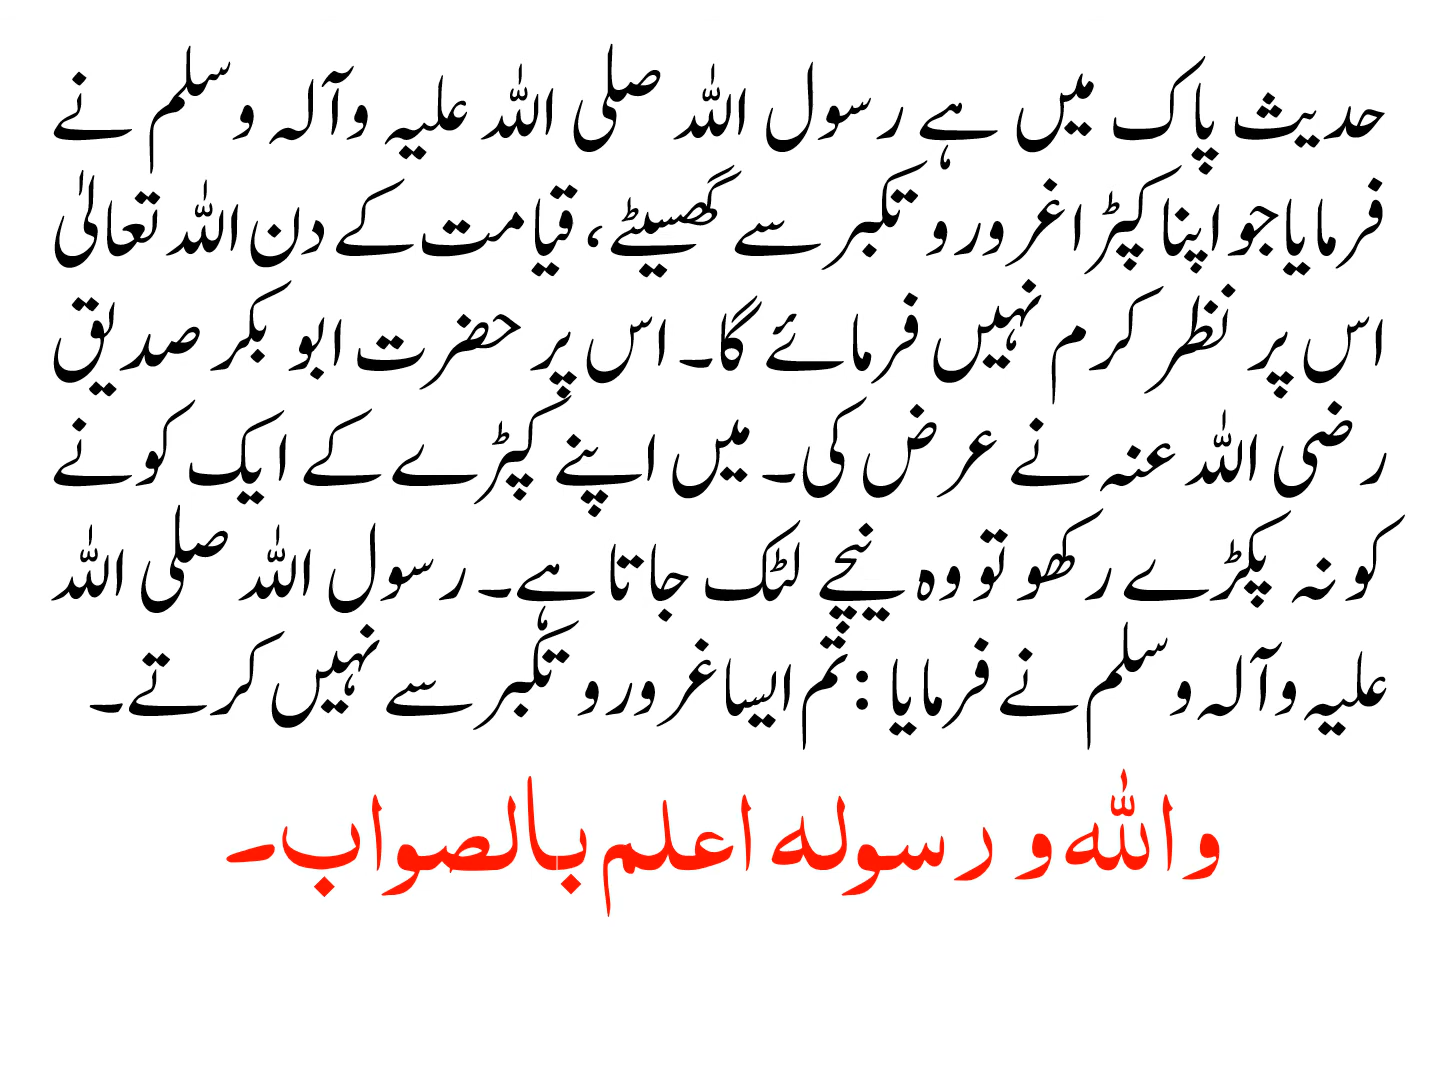 حدیث پاک میں ہے رسول اللہ صلی اللہ علیہ وآلہ وسلم نے
فرمایا جو اپنا کپڑا غرور و تکبر سے گھسیٹے، قیامت کے دن اللہ تعالیٰ
اس پر نظر کرم نہیں فرمائے گا۔ اس پر حضرت ابو بکر صدیق
رضی اللہ عنہ نے عرض کی۔ میں اپنے کپڑے کے ایک کونے
کو نہ پکڑے رکھو تو وہ نیچے لٹک جاتا ہے۔ رسول اللہ صلی اللہ
علیہ وآلہ وسلم نے فرمایا : تم ایسا غرور و تکبر سے نہیں کرتے۔
واللہ و رسولہ اعلم بالصواب۔